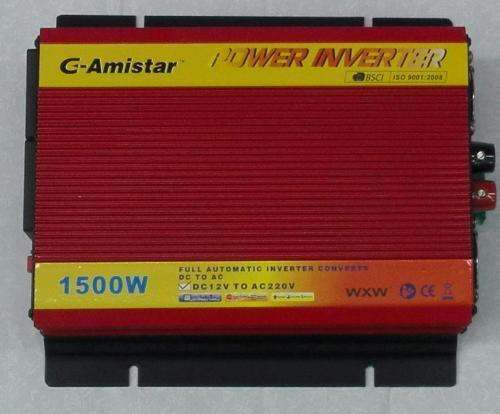 G-Amistar™
POWER INVERTER
BSCI ISO 9001:2008
1500W
FULL AUTOMATIC INVERTER CONVERTS
DC TO AC
DC12V TO AC220V
WXW
CE